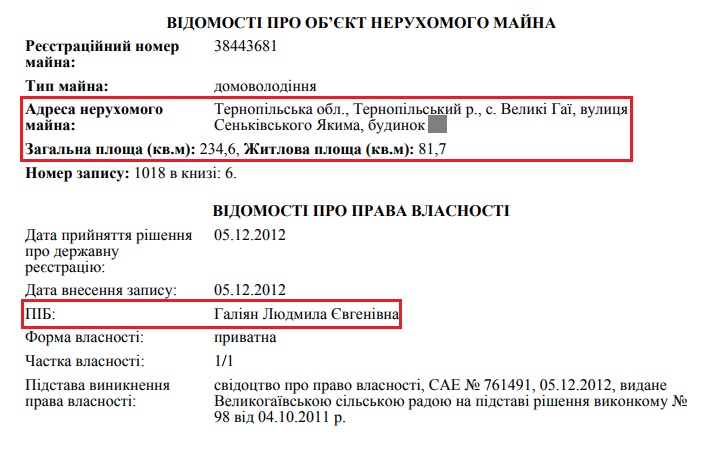 ВІДОМОСТІ ПРО ОБ’ЄКТ НЕРУХОМОГО МАЙНА
Реєстраційний номер майна: 38443681
Тип майна: домоволодіння
Адреса нерухомого майна: Тернопільська обл., Тернопільський р., с. Великі Гаї, вулиця
Сеньківського Якима, будинок
Загальна площа (кв.м): 234,6, Житлова площа (кв.м): 81,7
Номер запису: 1018 в книзі: 6.
ВІДОМОСТІ ПРО ПРАВА ВЛАСНОСТІ
Дата прийняття рішення про державну реєстрацію: 05.12.2012
Дата внесення запису: 05.12.2012
ПІБ: Галіян Людмила Євгенівна
Форма власності: приватна
Частка власності: 1/1
Підстава виникнення права власності: свідоцтво про право власності, САЕ № 761491, 05.12.2012, видане
Великогаївською сільською радою на підставі рішення виконкому №
98 від 04.10.2011 р.